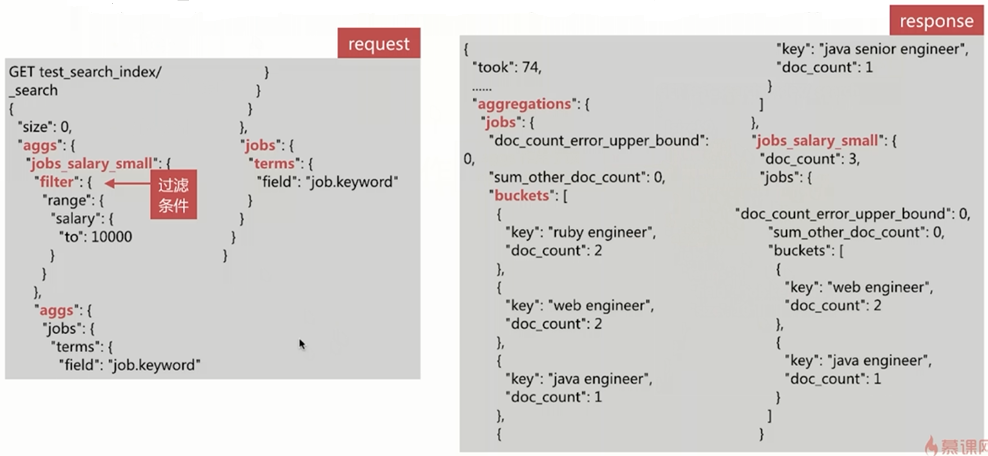 request
GET test_search_index/
_search
{
"size": 0,
"aggs": {
"jobs_salary_small": {
"filter": {
过滤
条件
"range": {
"salary": {
"to": 10000
}
}
},
"aggs": {
"jobs": {
"terms": {
"field": "job.keyword"
}
}
}
},
"jobs": {
"terms": {
"field": "job.keyword"
}
}
}
}
response
{
"took": 74,
......
"aggregations": {
"jobs": {
"doc_count_error_upper_bound":
0,
"sum_other_doc_count": 0,
"buckets": [
{
"key": "ruby engineer",
"doc_count": 2
},
{
"key": "web engineer",
"doc_count": 2
},
{
"key": "java engineer",
"doc_count": 1
},
{
"key": "java senior engineer",
"doc_count": 1
}
]
},
"jobs_salary_small": {
"doc_count": 3,
"jobs": {
"doc_count_error_upper_bound": 0,
"sum_other_doc_count": 0,
"buckets": [
{
"key": "web engineer",
"doc_count": 2
},
{
"key": "java engineer",
"doc_count": 1
}
]
}
慕课网